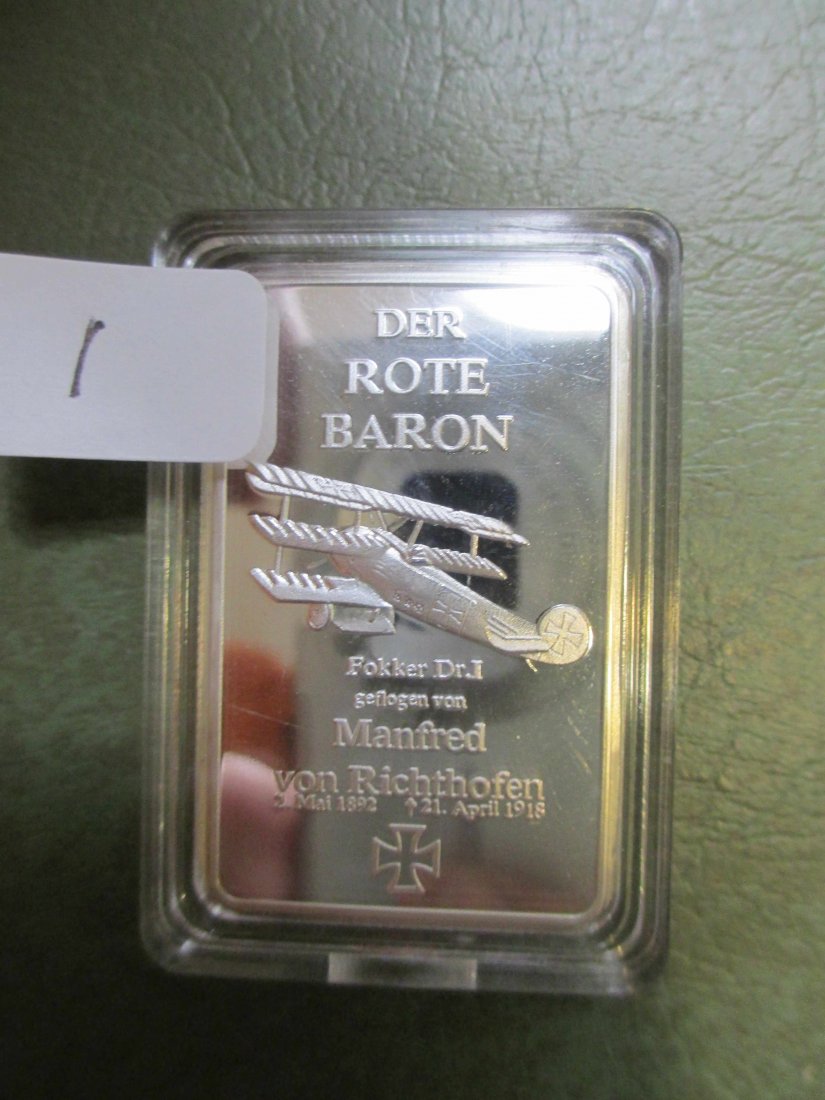 1
DER
ROTE
BARON
Fokker Dr.I
geflogen von
Manfred
von Richthofen
2. Mai 1892 † 21. April 1918